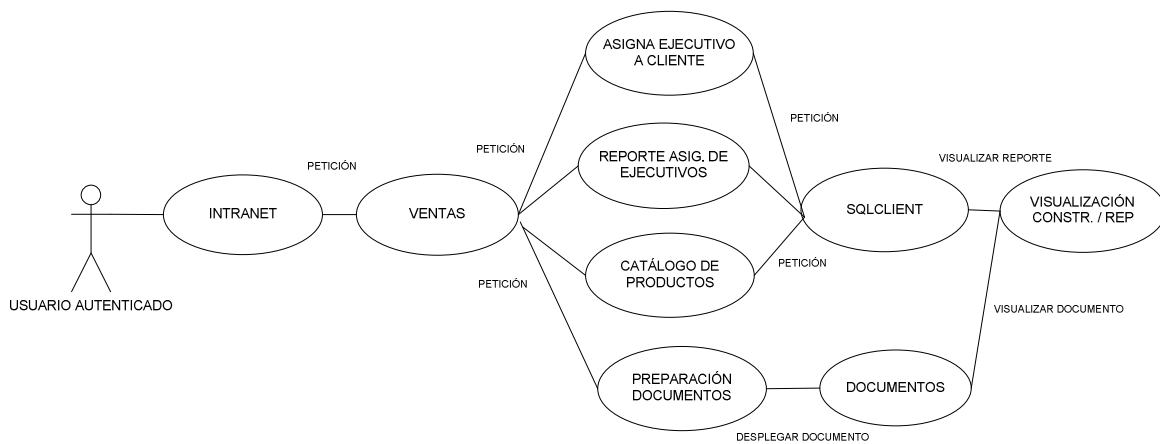 ASIGNA EJECUTIVO
A CLIENTE
PETICIÓN
PETICIÓN
REPORTE ASIG. DE
EJECUTIVOS
VISUALIZAR REPORTE
PETICIÓN
INTRANET
VENTAS
SQLCLIENT
VISUALIZACIÓN
CONSTR. / REP
USUARIO AUTENTICADO
PETICIÓN
CATÁLOGO DE
PRODUCTOS
PETICIÓN
VISUALIZAR DOCUMENTO
PREPARACIÓN
DOCUMENTOS
DOCUMENTOS
DESPLEGAR DOCUMENTO